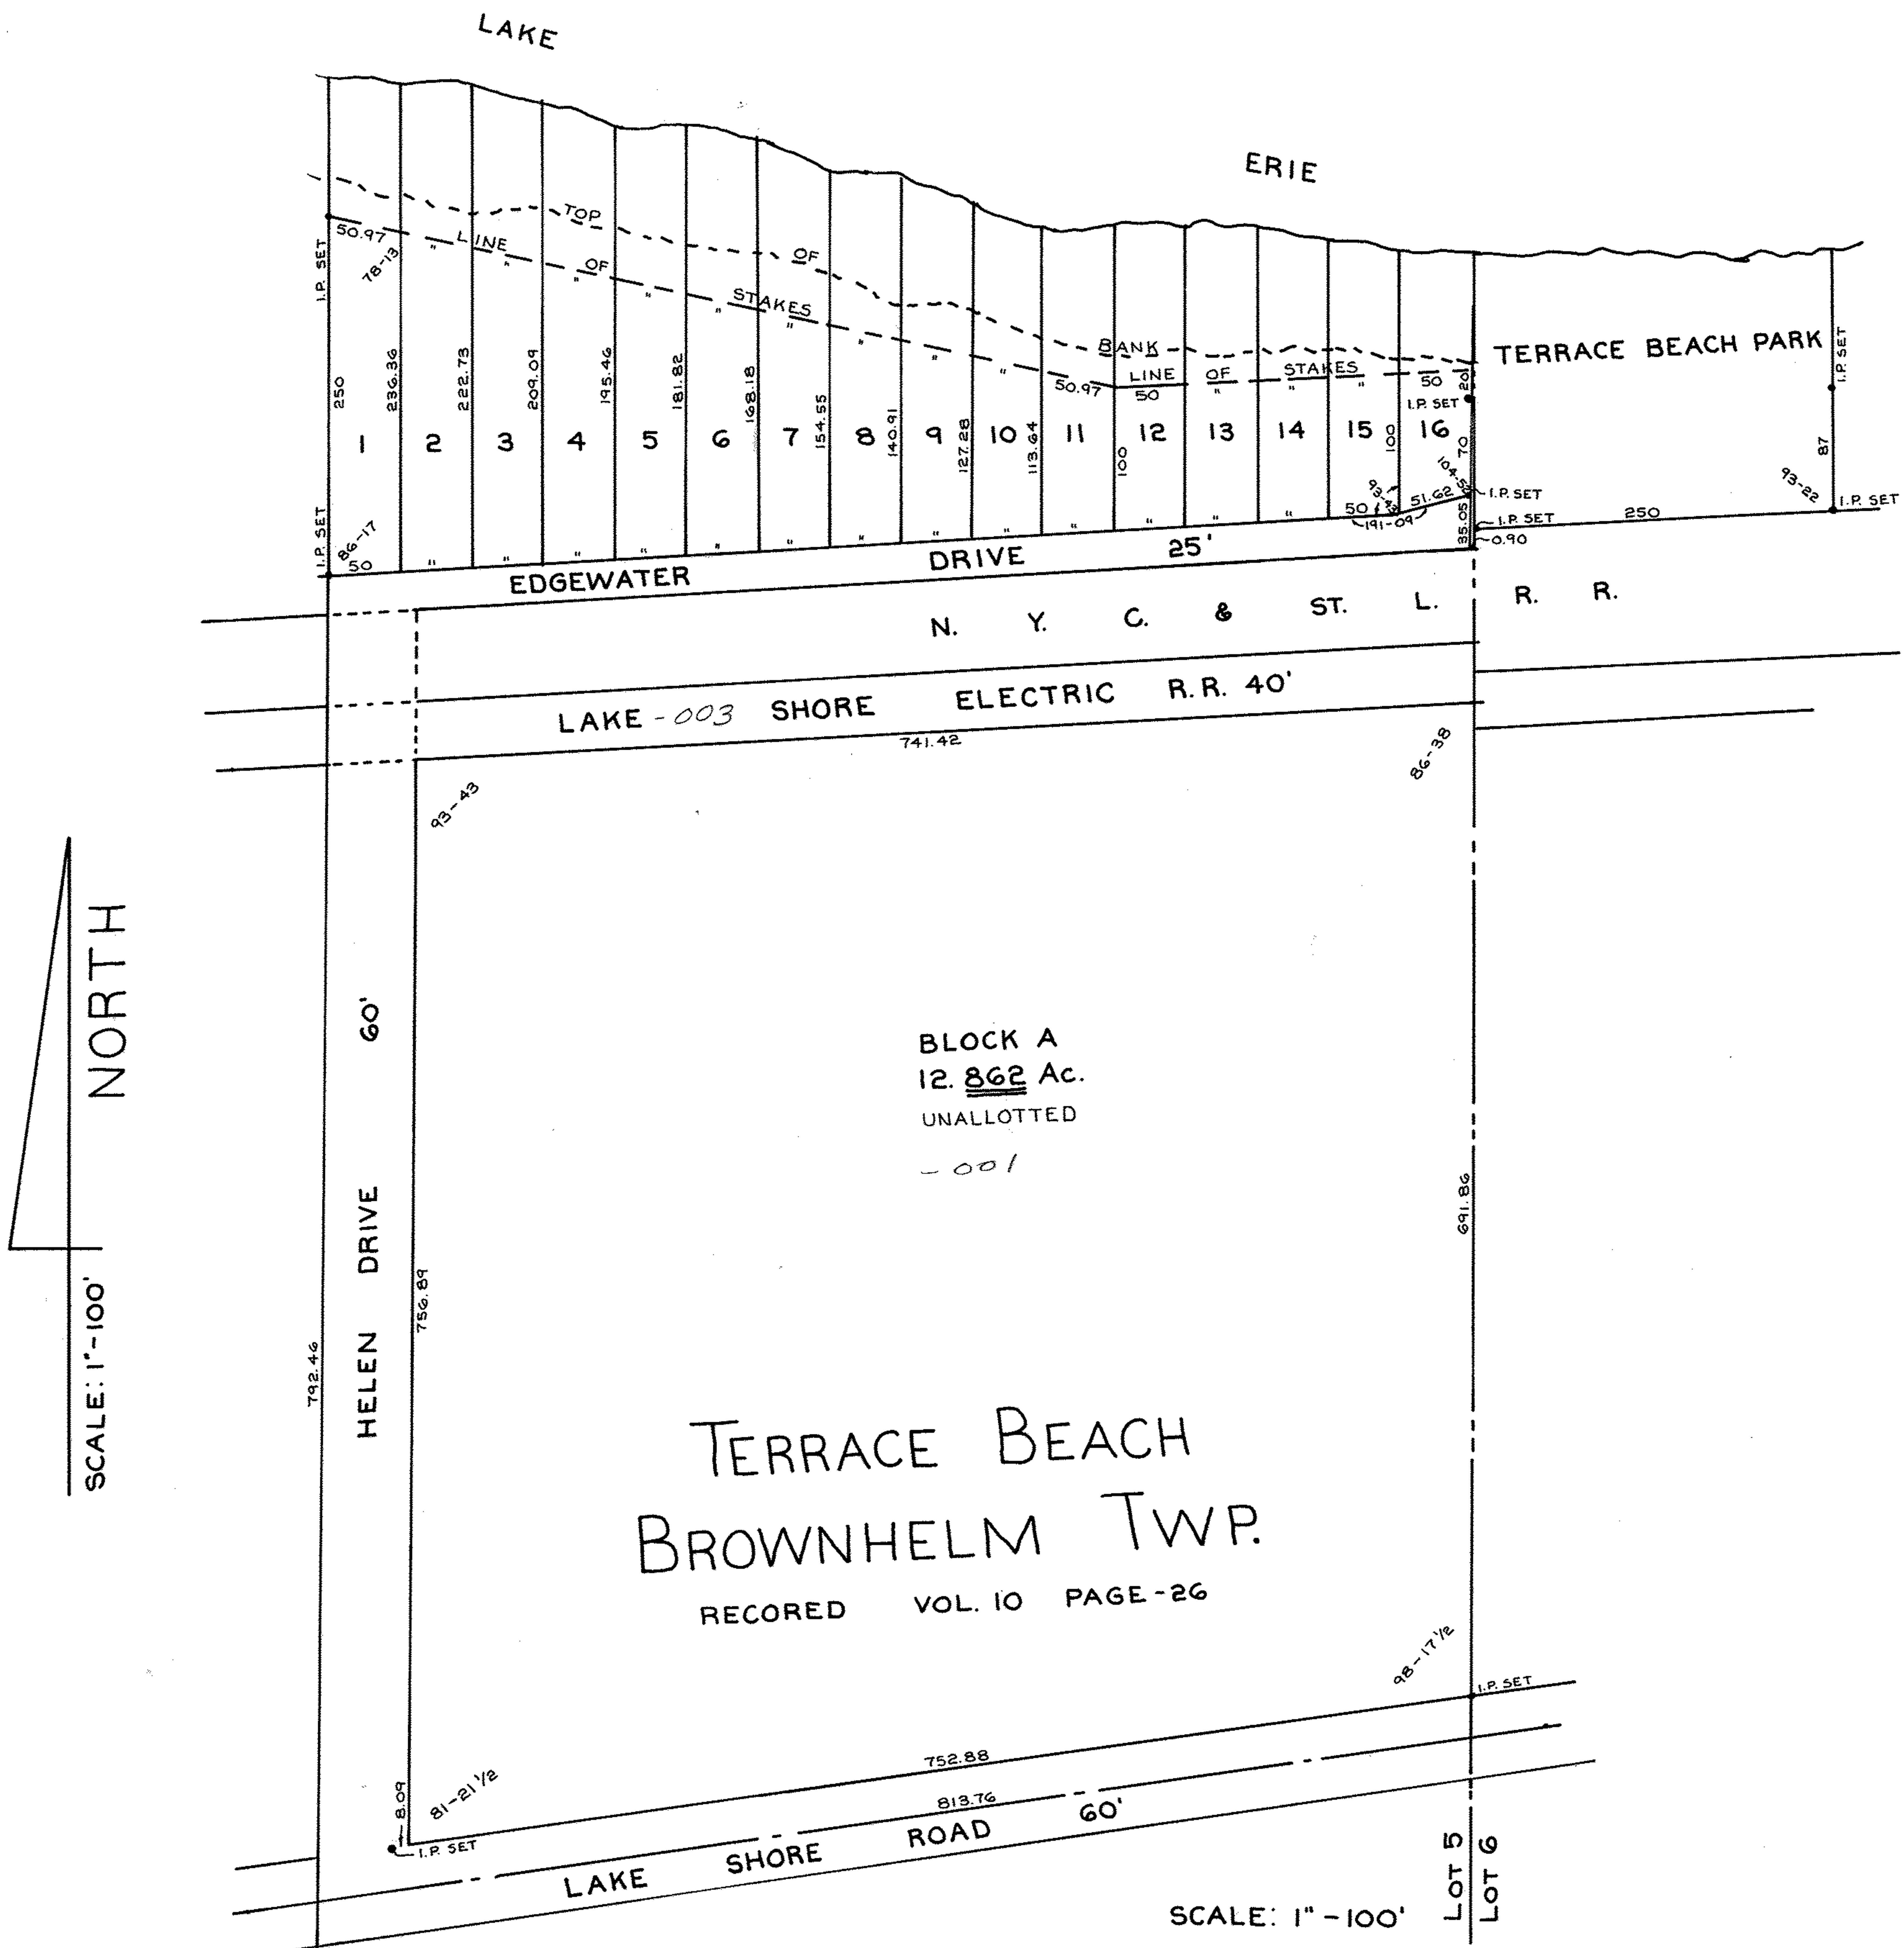 LAKE
ERIE
TOP OF BANK
50.97 LINE OF STAKES 50.97
" " " " " " " " "
LINE OF STAKES
50 " " 50
78-13
TERRACE BEACH PARK
I.P. SET
I.P. SET
250
236.36
222.73
209.09
195.46
181.82
168.18
154.55
140.91
127.28
113.64
100
100
20
I.P. SET
70
1 2 3 4 5 6 7 8 9 10 11 12 13 14 15 16
87
I.P. SET
86-17
50 " " " " " " " " " " " " " 50
93-43
51.62
191-09
I.P. SET
35.05
I.P. SET
0.90
250
93-22
I.P. SET
EDGEWATER DRIVE 25'
N. Y. C. & ST. L. R. R.
LAKE -003 SHORE ELECTRIC R.R. 40'
741.42
93-43
86-38
NORTH
SCALE: 1"-100'
HELEN DRIVE 60'
792.46
756.89
691.86
BLOCK A
12. 862 Ac.
UNALLOTTED
- 001
TERRACE BEACH
BROWNHELM TWP.
RECORED VOL. 10 PAGE-26
98-17 1/2
I.P. SET
81-21 1/2
8.09
I.P. SET
752.88
813.76
LAKE SHORE ROAD 60'
LOT 5
LOT 6
SCALE: 1" -100'